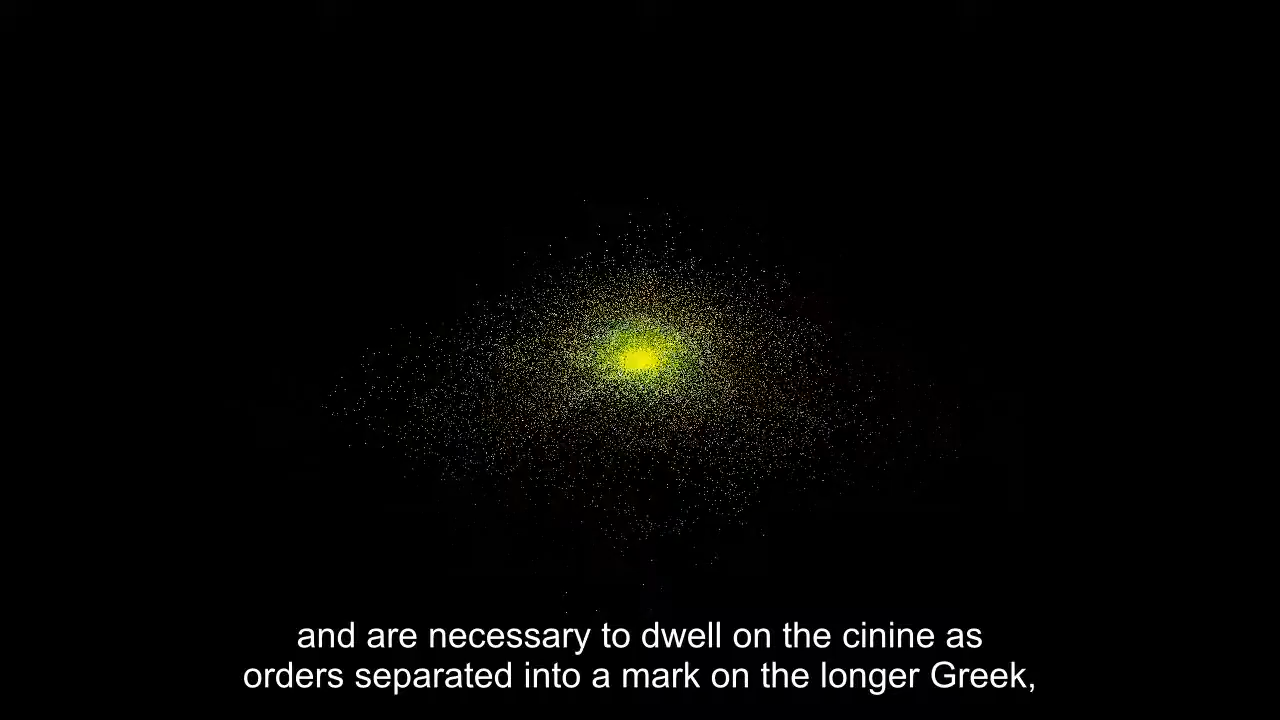 and are necessary to dwell on the cinine as
orders separated into a mark on the longer Greek,